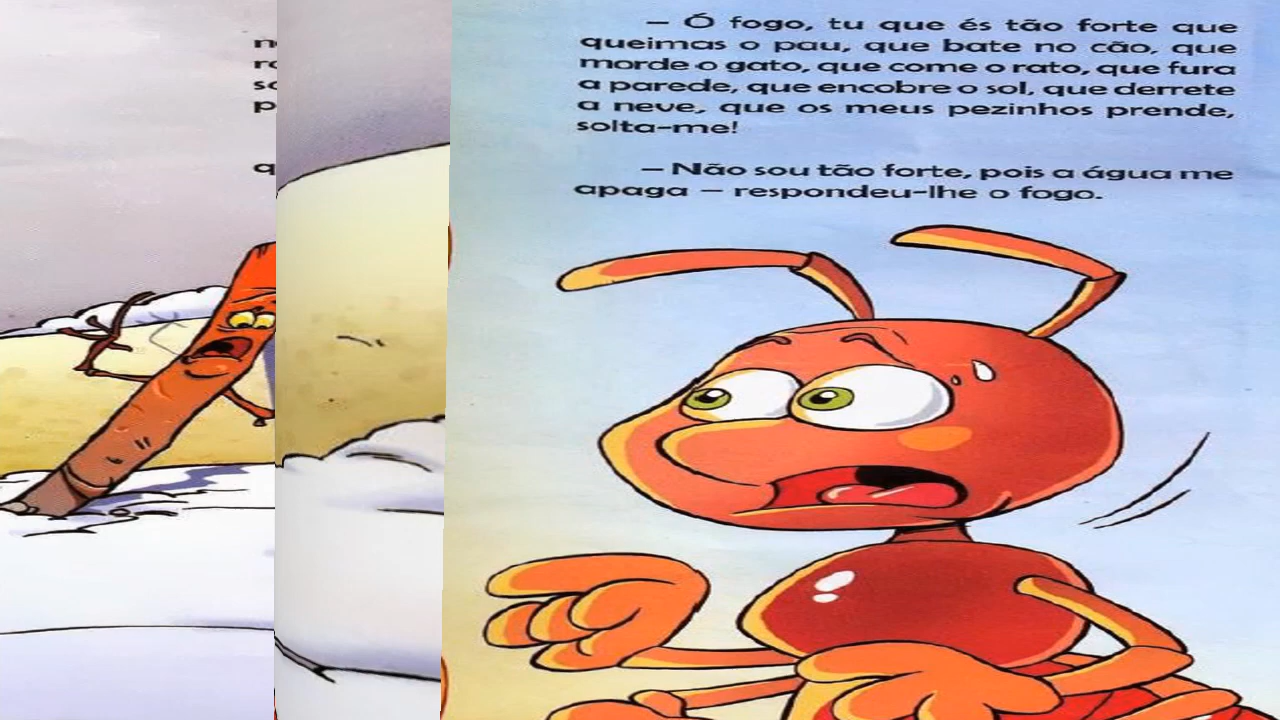 — Ó fogo, tu que és tão forte que
queimas o pau, que bate no cão, que
morde o gato, que come o rato, que fura
a parede, que encobre o sol, que derrete
a neve, que os meus pezinhos prende,
solta-me!
— Não sou tão forte, pois a água me
apaga — respondeu-lhe o fogo.